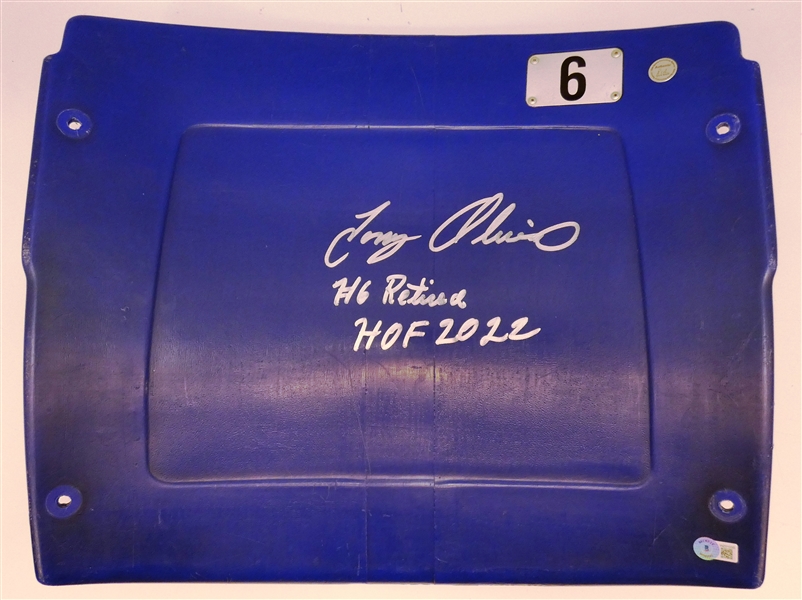 6
Tony Oliva
#6 Retired
HOF 2022